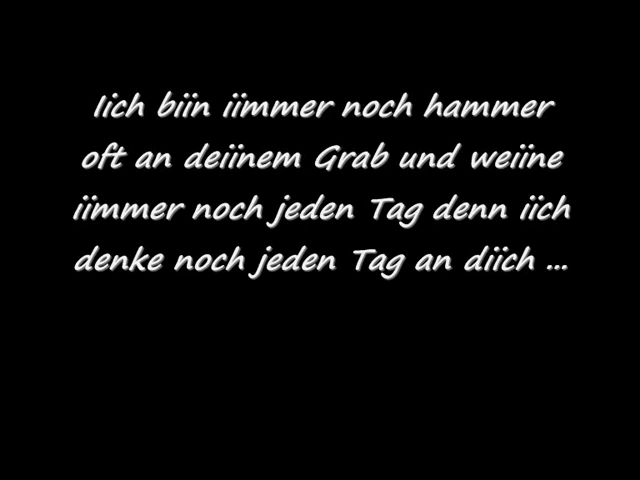 Iich biin iimmer noch hammer
oft an deiinem Grab und weiine
iimmer noch jeden Tag denn iich
denke noch jeden Tag an diich ...